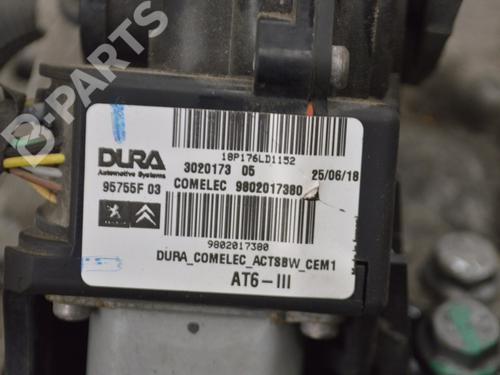 B-PARTS
18P176LD1152
DURA
Automotive Systems
3020173 05
25/06/18
95755F 03
COMELEC 9802017380
9802017380
DURA_COMELEC_ACTSBW_CEM1
AT6-III